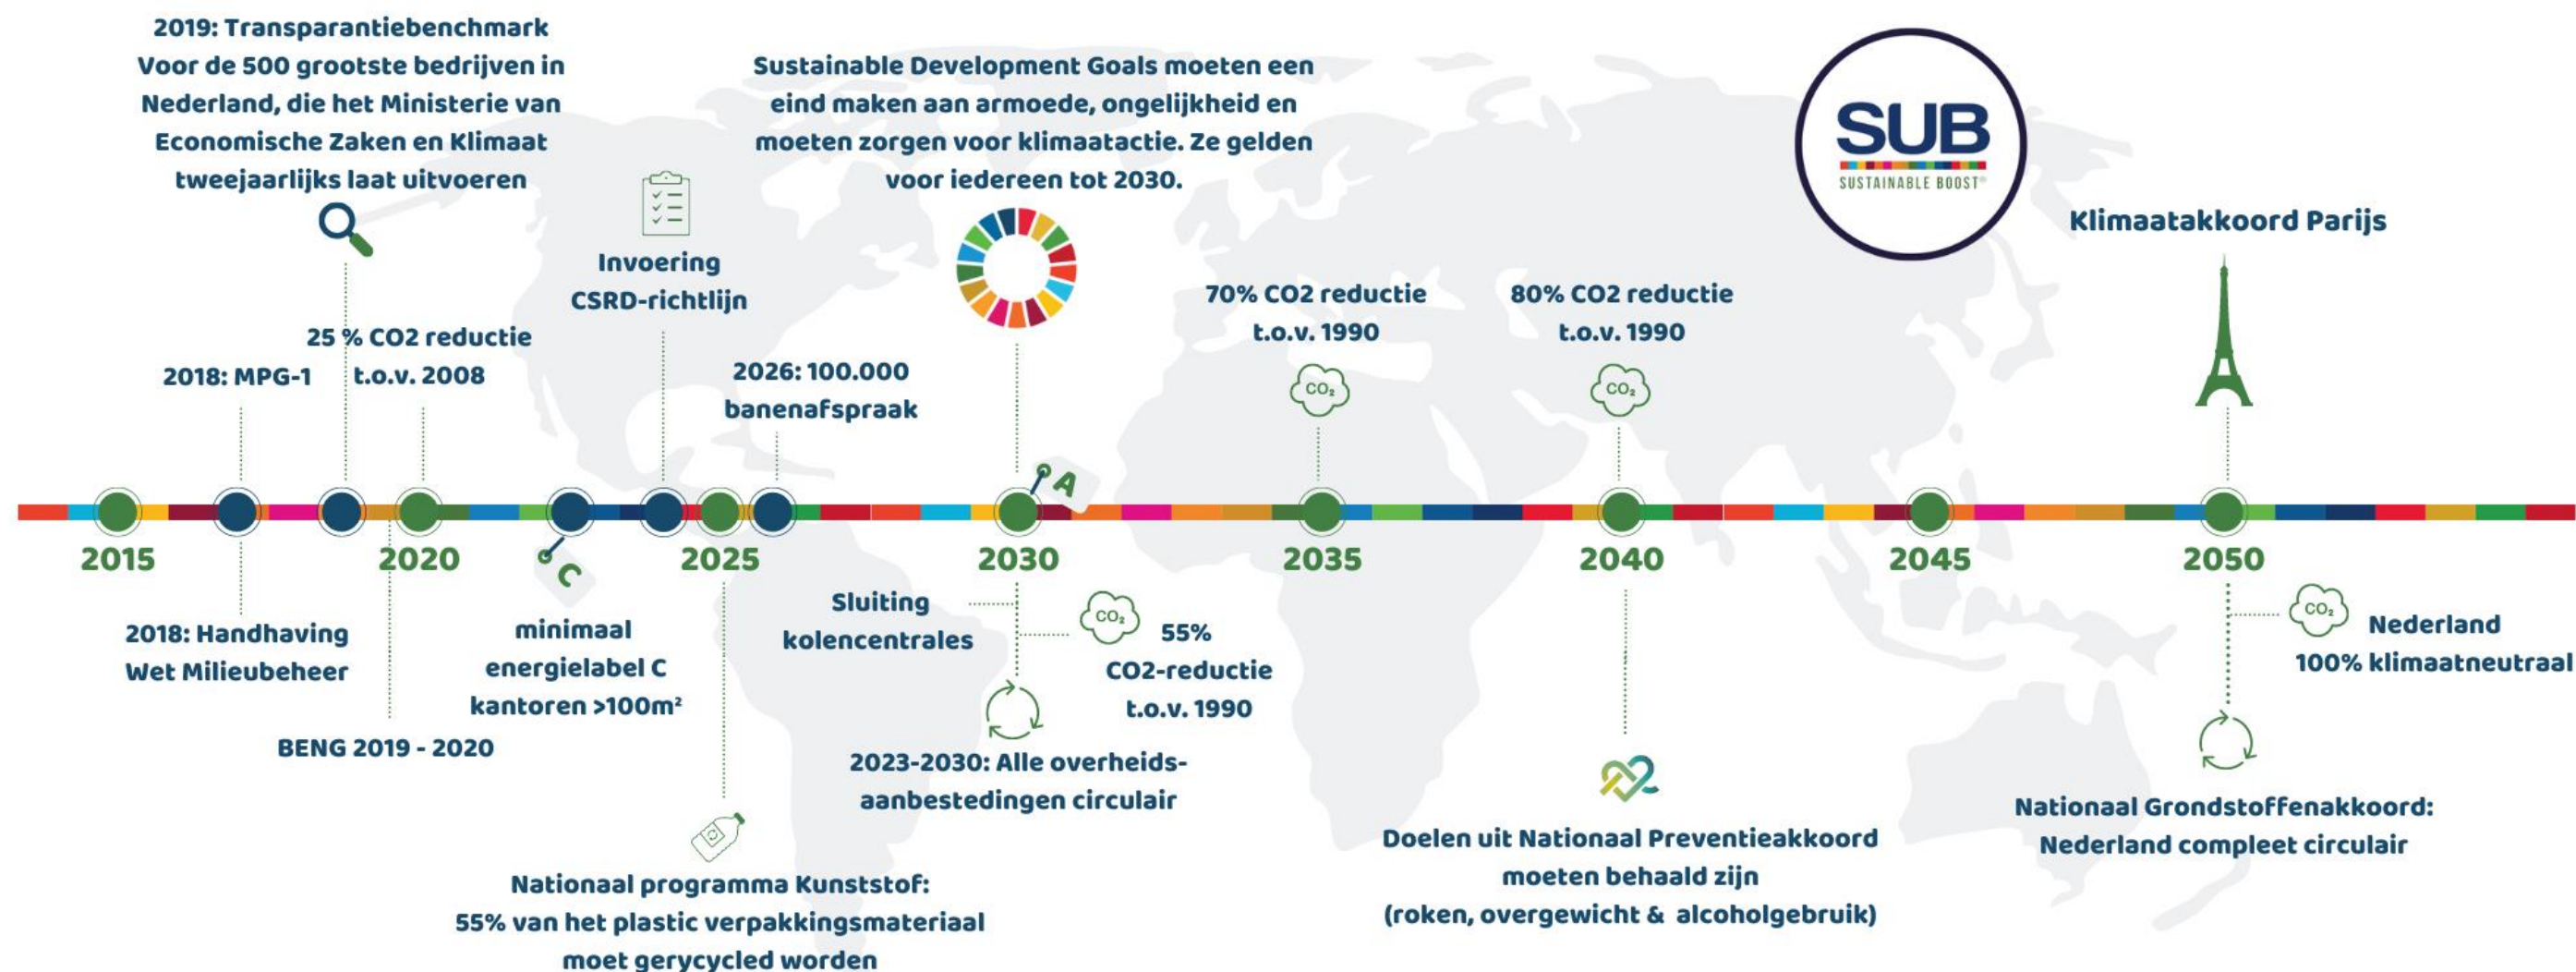 2019: Transparantiebenchmark
Voor de 500 grootste bedrijven in
Nederland, die het Ministerie van
Economische Zaken en Klimaat
tweejaarlijks laat uitvoeren
Sustainable Development Goals moeten een
eind maken aan armoede, ongelijkheid en
moeten zorgen voor klimaatactie. Ze gelden
voor iedereen tot 2030.
SUB
SUSTAINABLE BOOST®
Klimaatakkoord Parijs
Invoering
CSRD-richtlijn
25 % CO2 reductie
t.o.v. 2008
2018: MPG-1
2026: 100.000
banenafspraak
70% CO2 reductie
t.o.v. 1990
CO₂
80% CO2 reductie
t.o.v. 1990
CO₂
A
2015
2020
C
2025
2030
2035
2040
2045
2050
2018: Handhaving
Wet Milieubeheer
BENG 2019 - 2020
minimaal
energielabel C
kantoren >100m²
Sluiting
kolencentrales
CO₂
55%
CO2-reductie
t.o.v. 1990
2023-2030: Alle overheids-
aanbestedingen circulair
Nationaal programma Kunststof:
55% van het plastic verpakkingsmateriaal
moet gerycycled worden
Doelen uit Nationaal Preventieakkoord
moeten behaald zijn
(roken, overgewicht & alcoholgebruik)
CO₂
Nederland
100% klimaatneutraal
Nationaal Grondstoffenakkoord:
Nederland compleet circulair